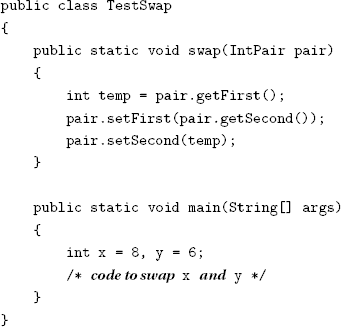 public class TestSwap
{
    public static void swap(IntPair pair)
    {
        int temp = pair.getFirst();
        pair.setFirst(pair.getSecond());
        pair.setSecond(temp);
    }

    public static void main(String[] args)
    {
        int x = 8, y = 6;
        /* code to swap x and y */
    }
}